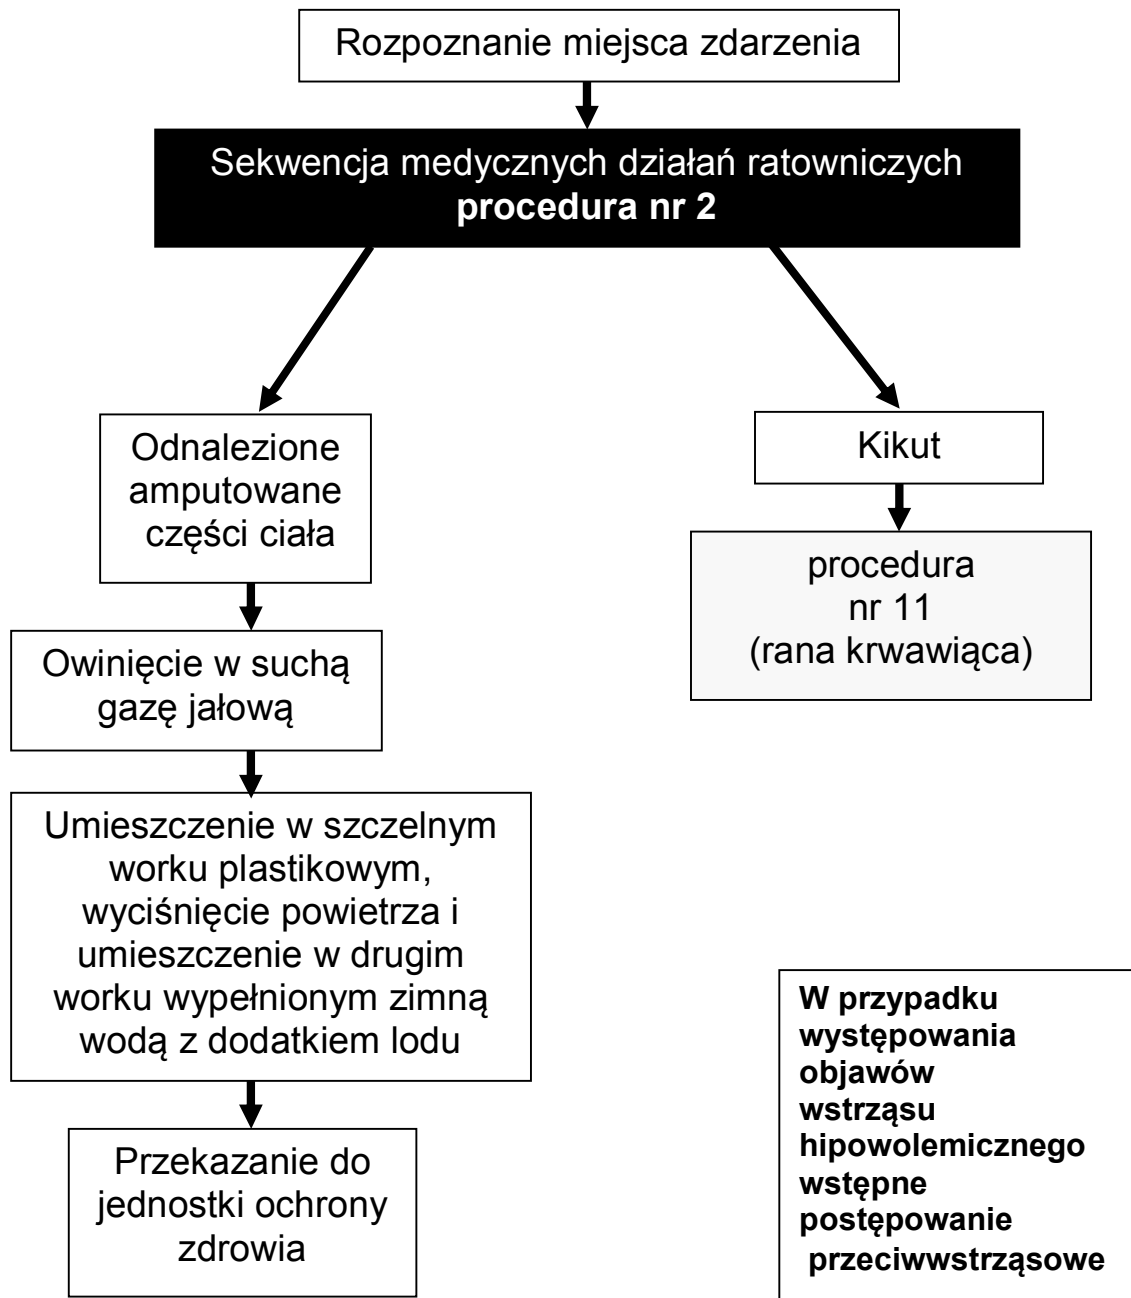 Rozpoznanie miejsca zdarzenia
Sekwencja medycznych działań ratowniczych
procedura nr 2
Odnalezione
amputowane
części ciała
Kikut
procedura
nr 11
(rana krwawiąca)
Owinięcie w suchą
gazę jałową
Umieszczenie w szczelnym
worku plastikowym,
wyciśnięcie powietrza i
umieszczenie w drugim
worku wypełnionym zimną
wodą z dodatkiem lodu
Przekazanie do
jednostki ochrony
zdrowia
W przypadku
występowania
objawów
wstrząsu
hipowolemicznego
wstępne
postępowanie
przeciwwstrząsowe